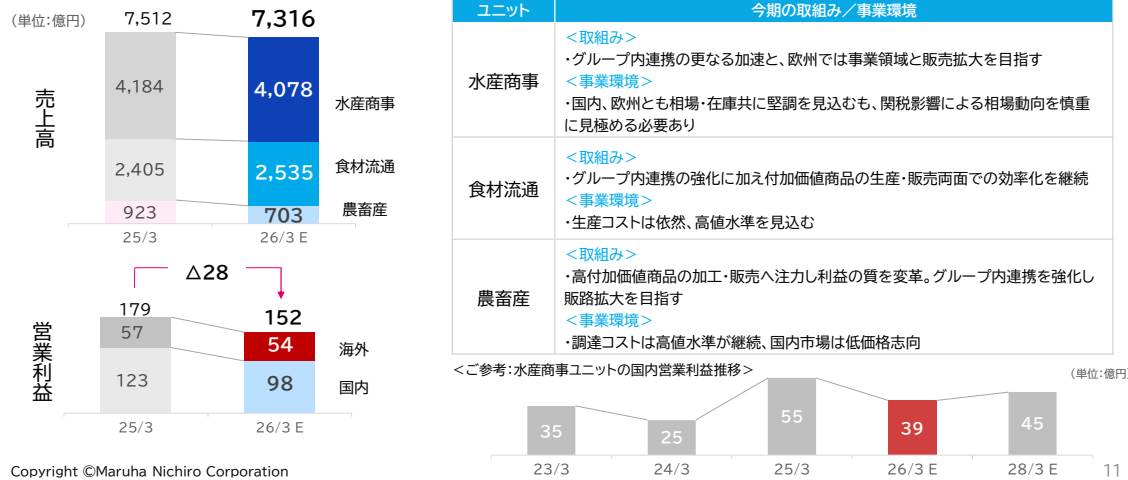 (単位:億円)
7,512
7,316
売上高
4,184
4,078
水産商事
2,405
2,535
食材流通
923
703
農畜産
25/3
26/3 E
△28
営業利益
179
152
57
54
海外
123
98
国内
25/3
26/3 E
ユニット
今期の取組み/事業環境
水産商事
<取組み>
・グループ内連携の更なる加速と、欧州では事業領域と販売拡大を目指す
<事業環境>
・国内、欧州とも相場・在庫共に堅調を見込むも、関税影響による相場動向を慎重
に見極める必要あり
食材流通
<取組み>
・グループ内連携の強化に加え付加価値商品の生産・販売両面での効率化を継続
<事業環境>
・生産コストは依然、高値水準を見込む
農畜産
<取組み>
・高付加価値商品の加工・販売へ注力し利益の質を変革。グループ内連携を強化し
販路拡大を目指す
<事業環境>
・調達コストは高値水準が継続、国内市場は低価格志向
<ご参考:水産商事ユニットの国内営業利益推移>
(単位:億円)
35
25
55
39
45
23/3
24/3
25/3
26/3 E
28/3 E
Copyright ©Maruha Nichiro Corporation
11